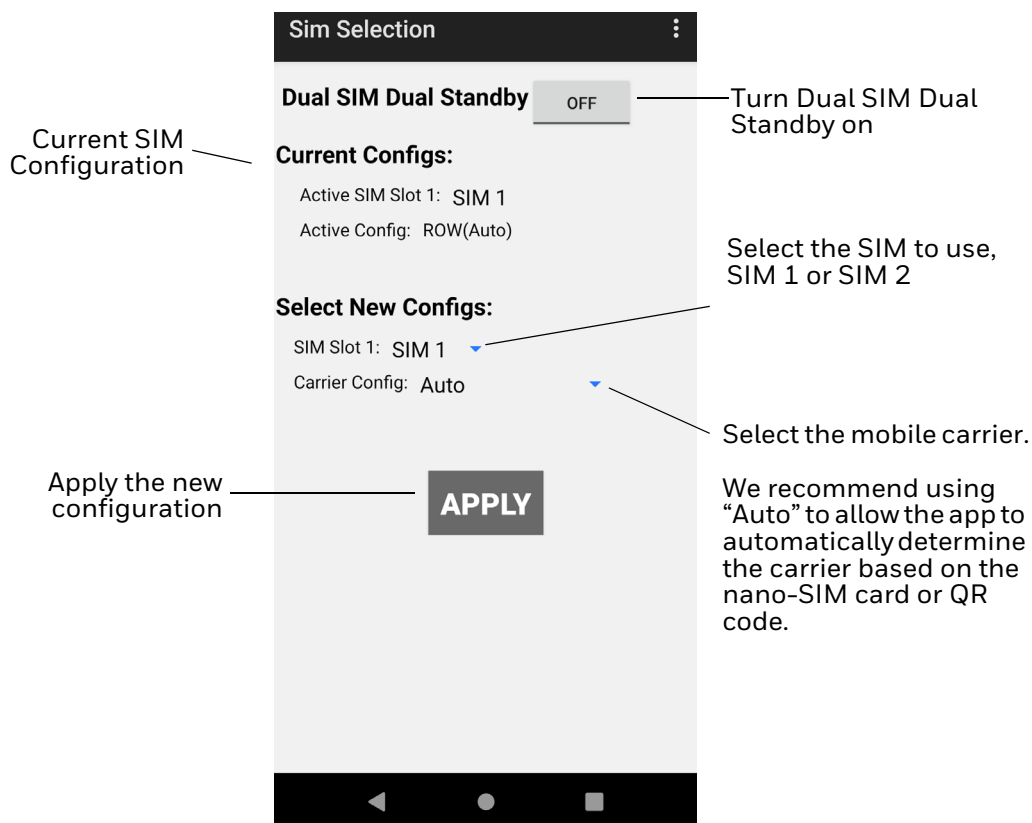 Sim Selection
Dual SIM Dual Standby OFF
Turn Dual SIM Dual
Standby on
Current SIM
Configuration
Current Configs:
Active SIM Slot 1: SIM 1
Active Config: ROW(Auto)
Select the SIM to use,
SIM 1 or SIM 2
Select New Configs:
SIM Slot 1: SIM 1
Carrier Config: Auto
Select the mobile carrier.
We recommend using
“Auto” to allow the app to
automatically determine
the carrier based on the
nano-SIM card or QR
code.
Apply the new
configuration
APPLY